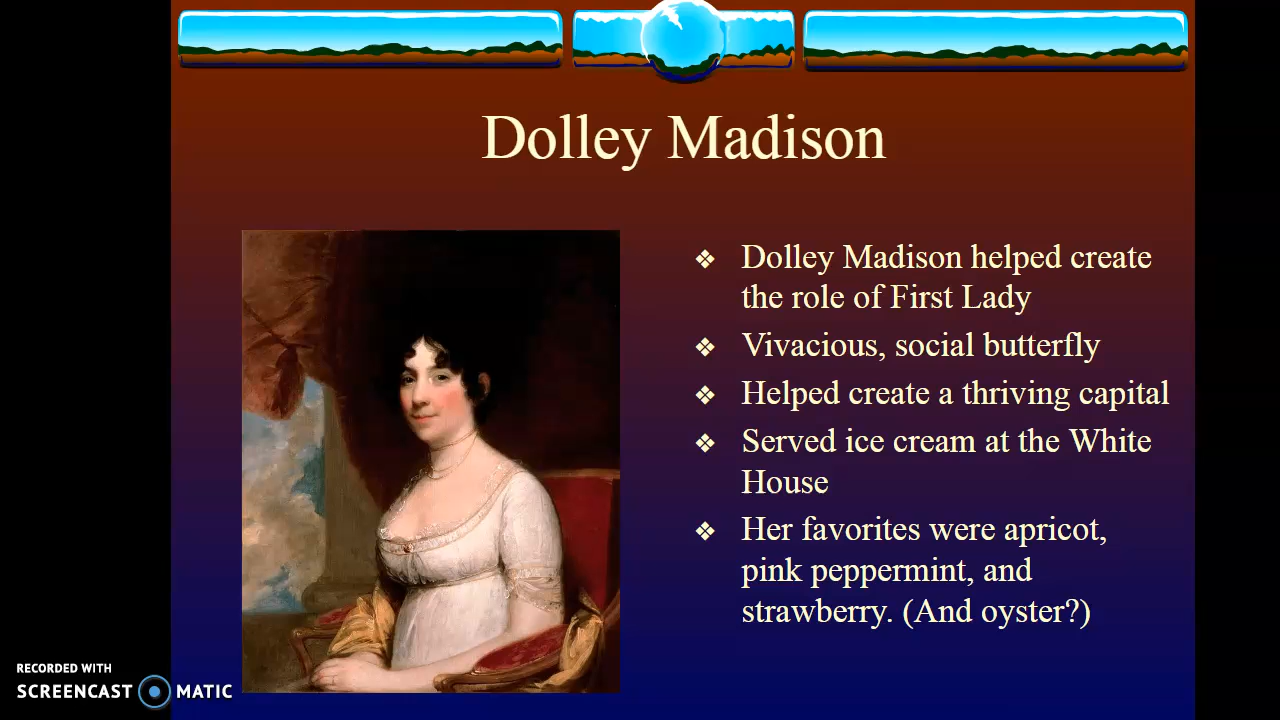 Dolley Madison
❖ Dolley Madison helped create
the role of First Lady
❖ Vivacious, social butterfly
❖ Helped create a thriving capital
❖ Served ice cream at the White
House
❖ Her favorites were apricot,
pink peppermint, and
strawberry. (And oyster?)
RECORDED WITH
SCREENCAST MATIC